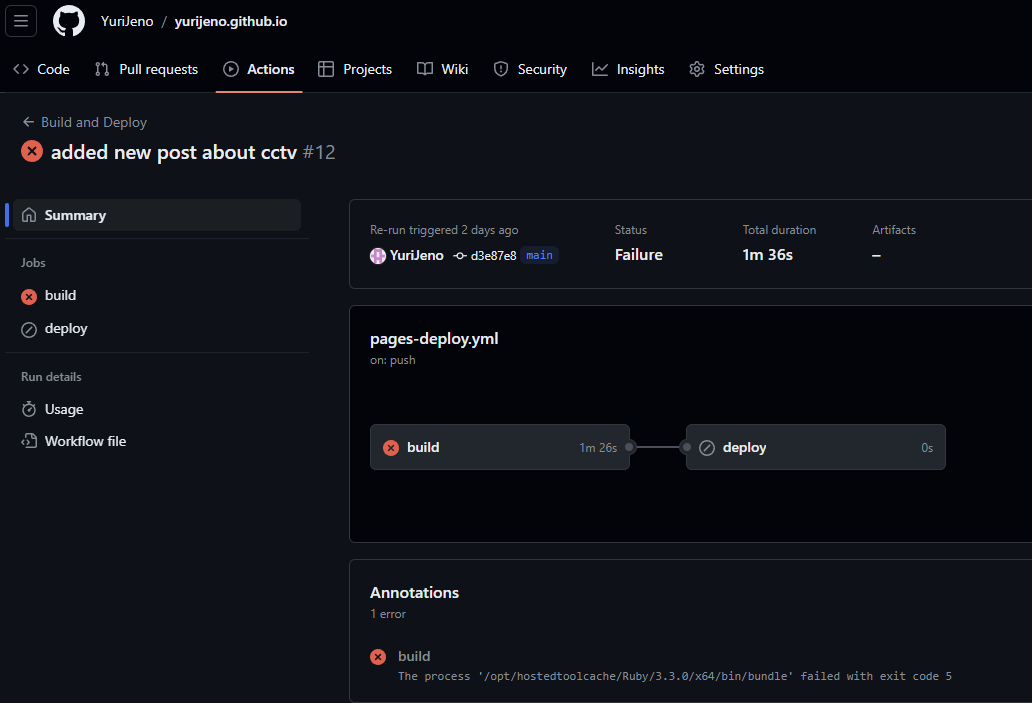 YuriJeno / yurijeno.github.io
Code Pull requests Actions Projects Wiki Security Insights Settings
Build and Deploy
added new post about cctv #12
Summary
Jobs
build
deploy
Run details
Usage
Workflow file
Re-run triggered 2 days ago
YuriJeno d3e87e8 main
Status
Failure
Total duration
1m 36s
Artifacts
–
pages-deploy.yml
on: push
build 1m 26s
deploy 0s
Annotations
1 error
build
The process '/opt/hostedtoolcache/Ruby/3.3.0/x64/bin/bundle' failed with exit code 5